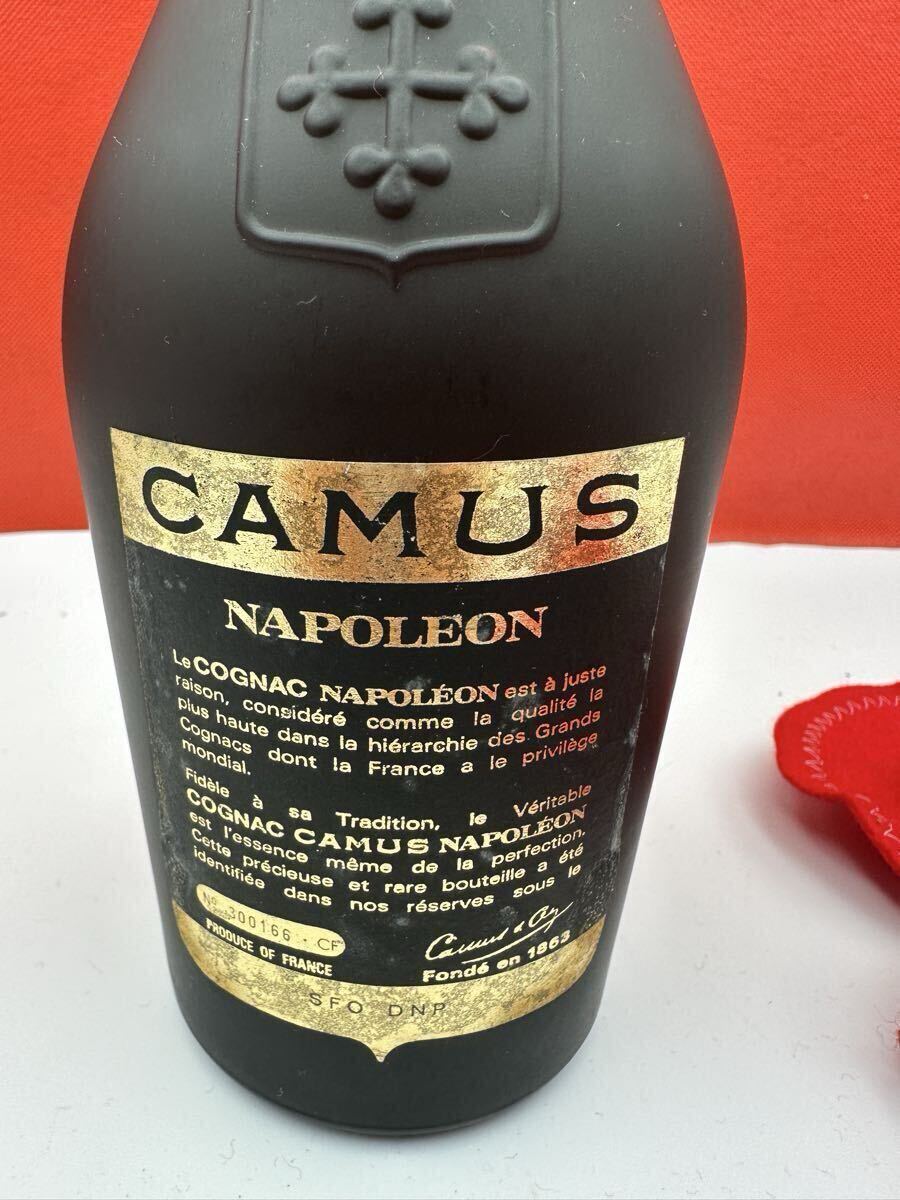 CAMUS
NAPOLEON
Le COGNAC NAPOLÉON est à juste
raison, considéré comme la qualité la
plus haute dans la hiérarchie des Grands
Cognacs dont la France a le privilège
mondial.
Fidèle à sa Tradition, le Véritable
COGNAC CAMUS NAPOLÉON
est l'essence même de la perfection.
Cette précieuse et rare bouteille a été
identifiée dans nos réserves sous le
Nº 300166 . CF
PRODUCE OF FRANCE
Camus & Cie
Fondé en 1863
SFO DNP